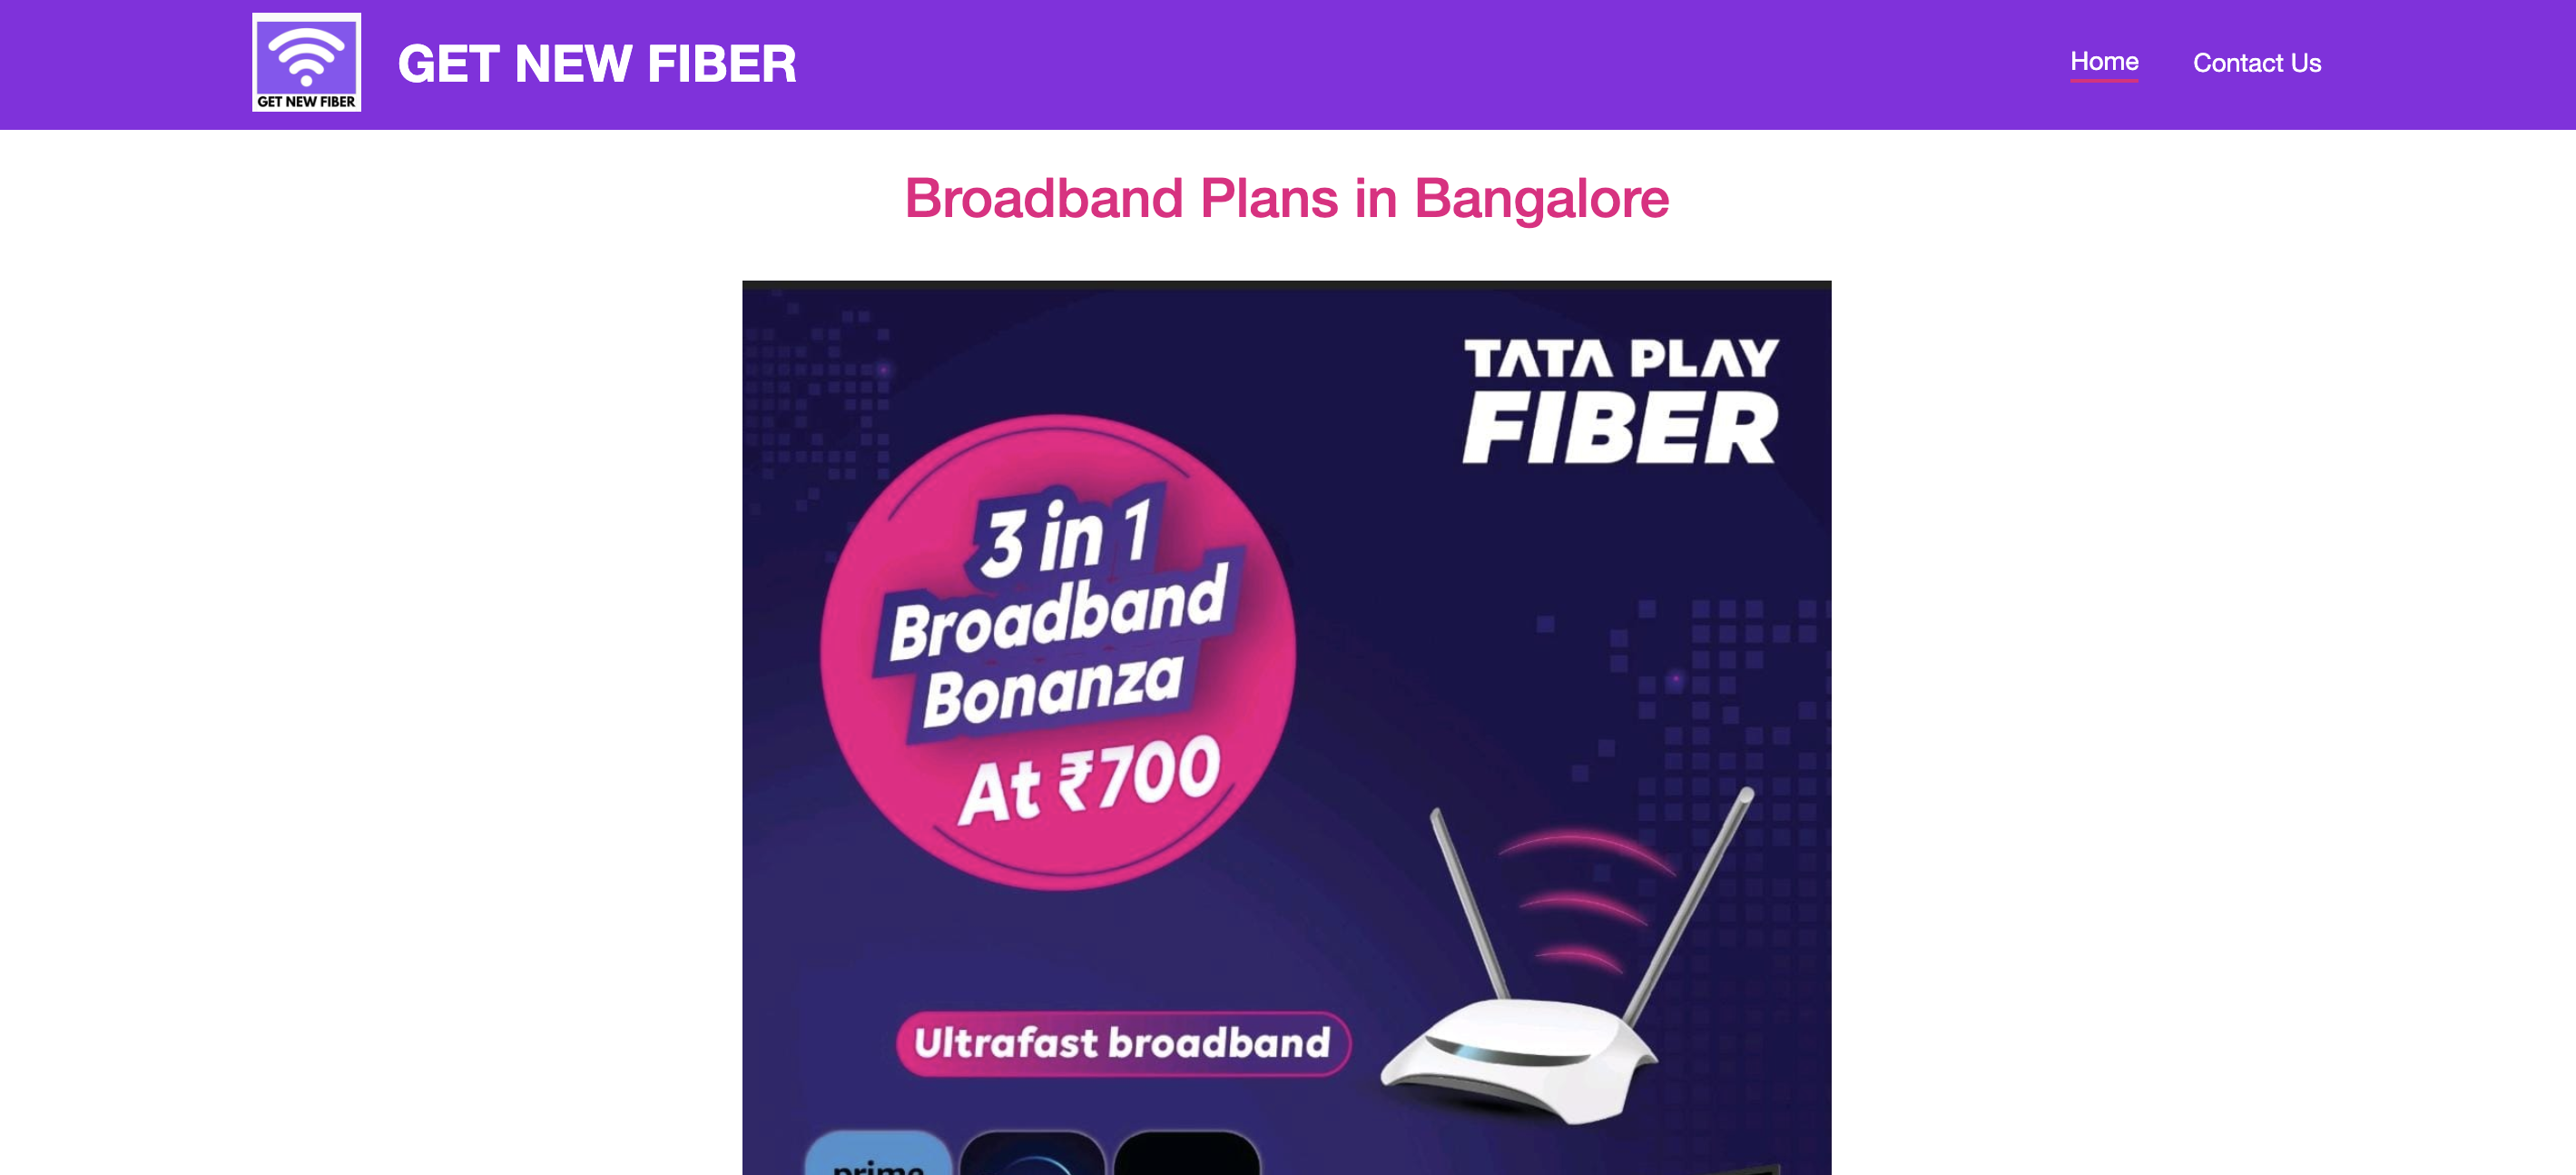 GET NEW FIBER
GET NEW FIBER
Home
Contact Us
Broadband Plans in Bangalore
TATA PLAY
FIBER
3 in 1
Broadband
Bonanza
At ₹700
Ultrafast broadband
prime